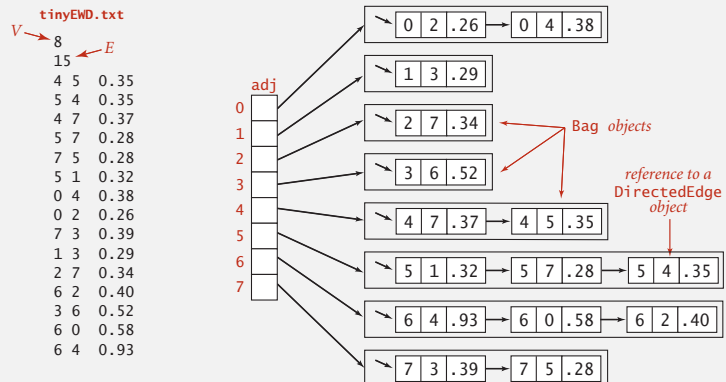 tinyEWD.txt
V
8
E
15
4 5 0.35
5 4 0.35
4 7 0.37
5 7 0.28
7 5 0.28
5 1 0.32
0 4 0.38
0 2 0.26
7 3 0.39
1 3 0.29
2 7 0.34
6 2 0.40
3 6 0.52
6 0 0.58
6 4 0.93
adj
0
1
2
3
4
5
6
7
0 2 .26 0 4 .38
1 3 .29
2 7 .34
Bag objects
3 6 .52
reference to a
DirectedEdge
object
4 7 .37 4 5 .35
5 1 .32 5 7 .28 5 4 .35
6 4 .93 6 0 .58 6 2 .40
7 3 .39 7 5 .28